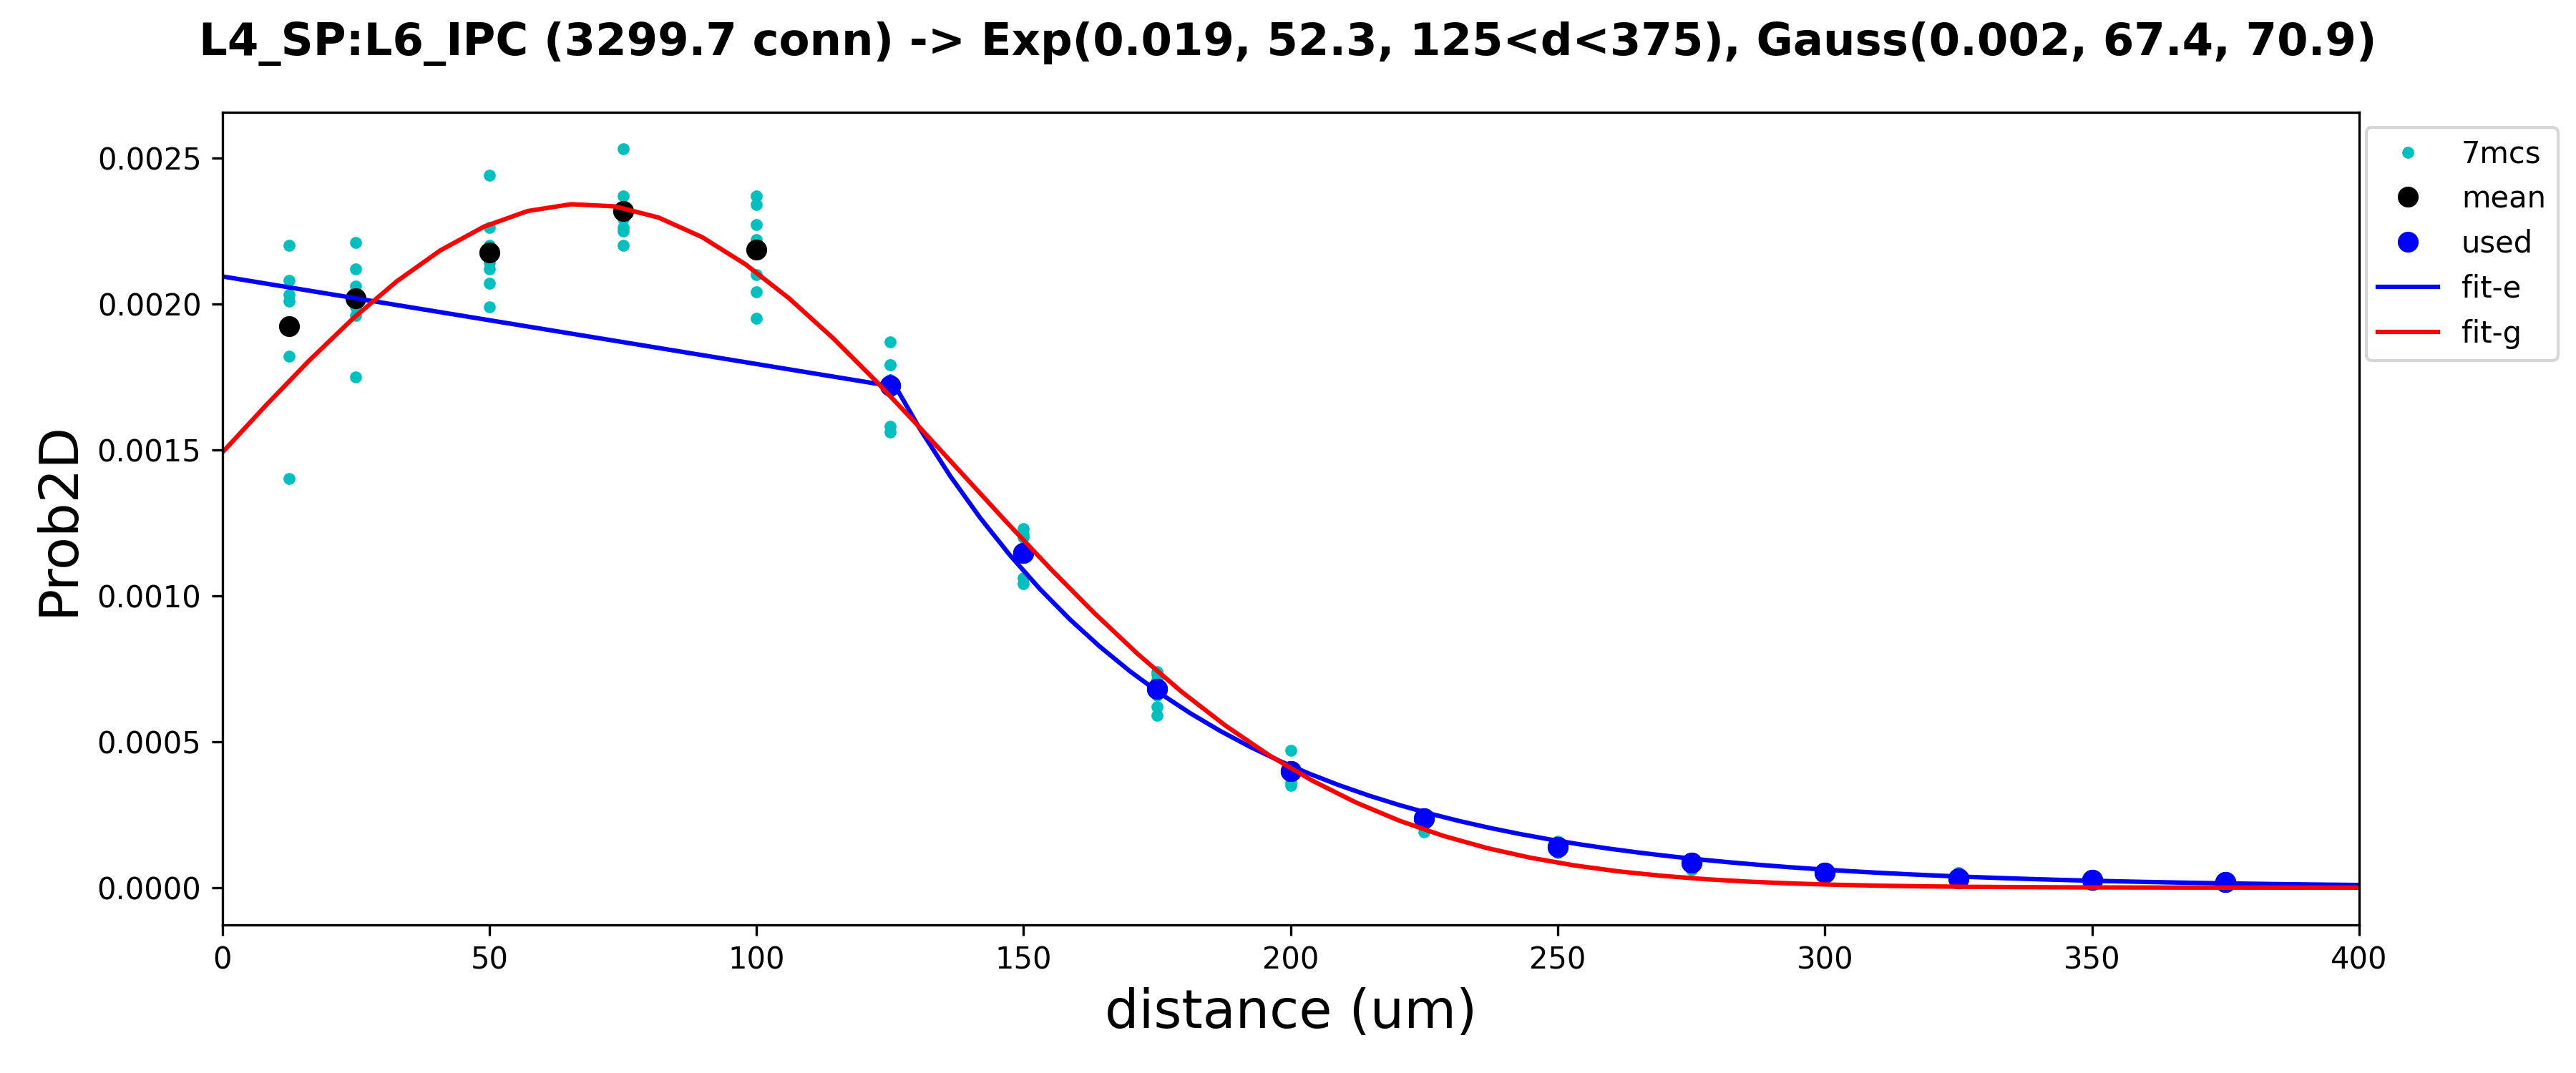 L4_SP:L6_IPC (3299.7 conn) -> Exp(0.019, 52.3, 125<d<375), Gauss(0.002, 67.4, 70.9)
Prob2D
0.0025
0.0020
0.0015
0.0010
0.0005
0.0000
0 50 100 150 200 250 300 350 400
distance (um)
7mcs
mean
used
fit-e
fit-g